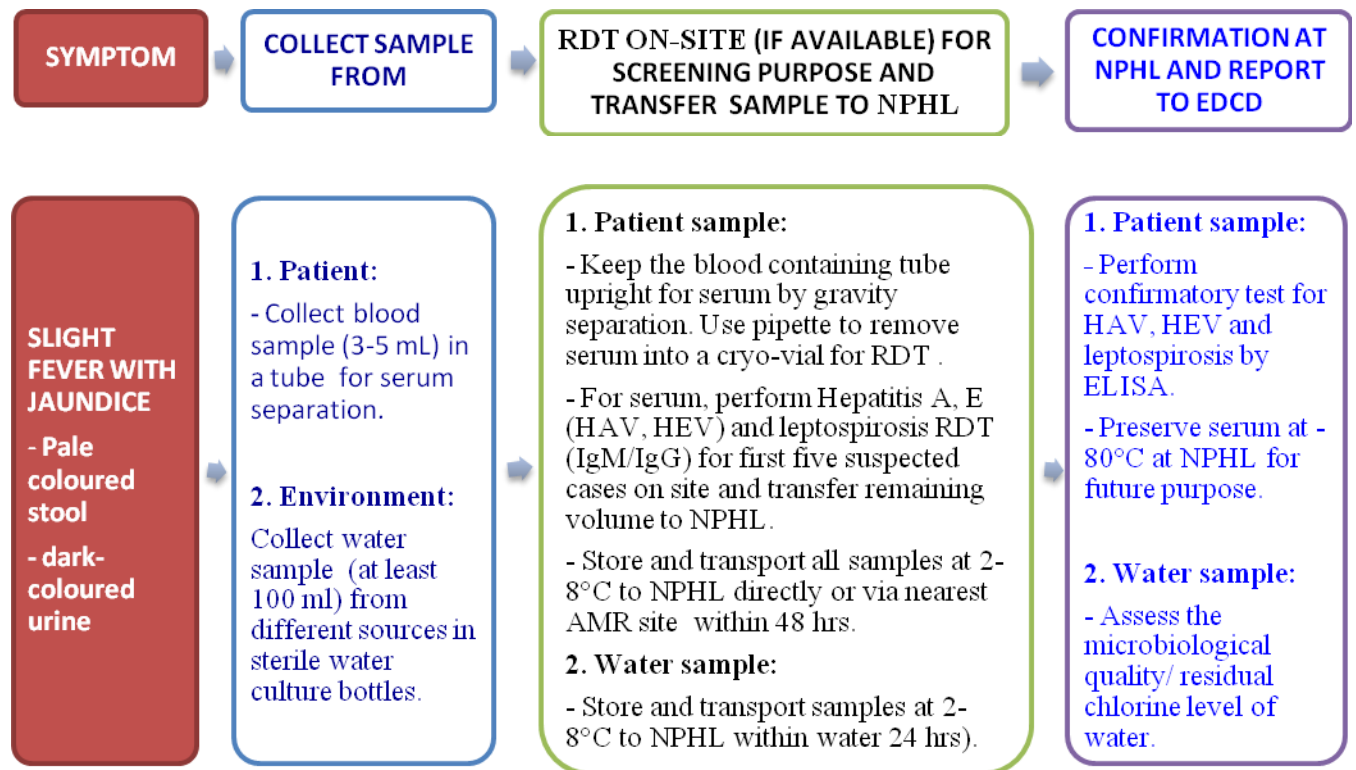 SYMPTOM
COLLECT SAMPLE
FROM
RDT ON-SITE (IF AVAILABLE) FOR
SCREENING PURPOSE AND
TRANSFER SAMPLE TO NPHL
CONFIRMATION AT
NPHL AND REPORT
TO EDCD
SLIGHT
FEVER WITH
JAUNDICE
- Pale
coloured
stool
- dark-
coloured
urine
1. Patient:
- Collect blood
sample (3-5 mL) in
a tube for serum
separation.
2. Environment:
Collect water
sample (at least
100 ml) from
different sources in
sterile water
culture bottles.
1. Patient sample:
- Keep the blood containing tube
upright for serum by gravity
separation. Use pipette to remove
serum into a cryo-vial for RDT .
- For serum, perform Hepatitis A, E
(HAV, HEV) and leptospirosis RDT
(IgM/IgG) for first five suspected
cases on site and transfer remaining
volume to NPHL.
- Store and transport all samples at 2-
8°C to NPHL directly or via nearest
AMR site within 48 hrs.
2. Water sample:
- Store and transport samples at 2-
8°C to NPHL within water 24 hrs).
1. Patient sample:
- Perform
confirmatory test for
HAV, HEV and
leptospirosis by
ELISA.
- Preserve serum at -
80°C at NPHL for
future purpose.
2. Water sample:
- Assess the
microbiological
quality/ residual
chlorine level of
water.